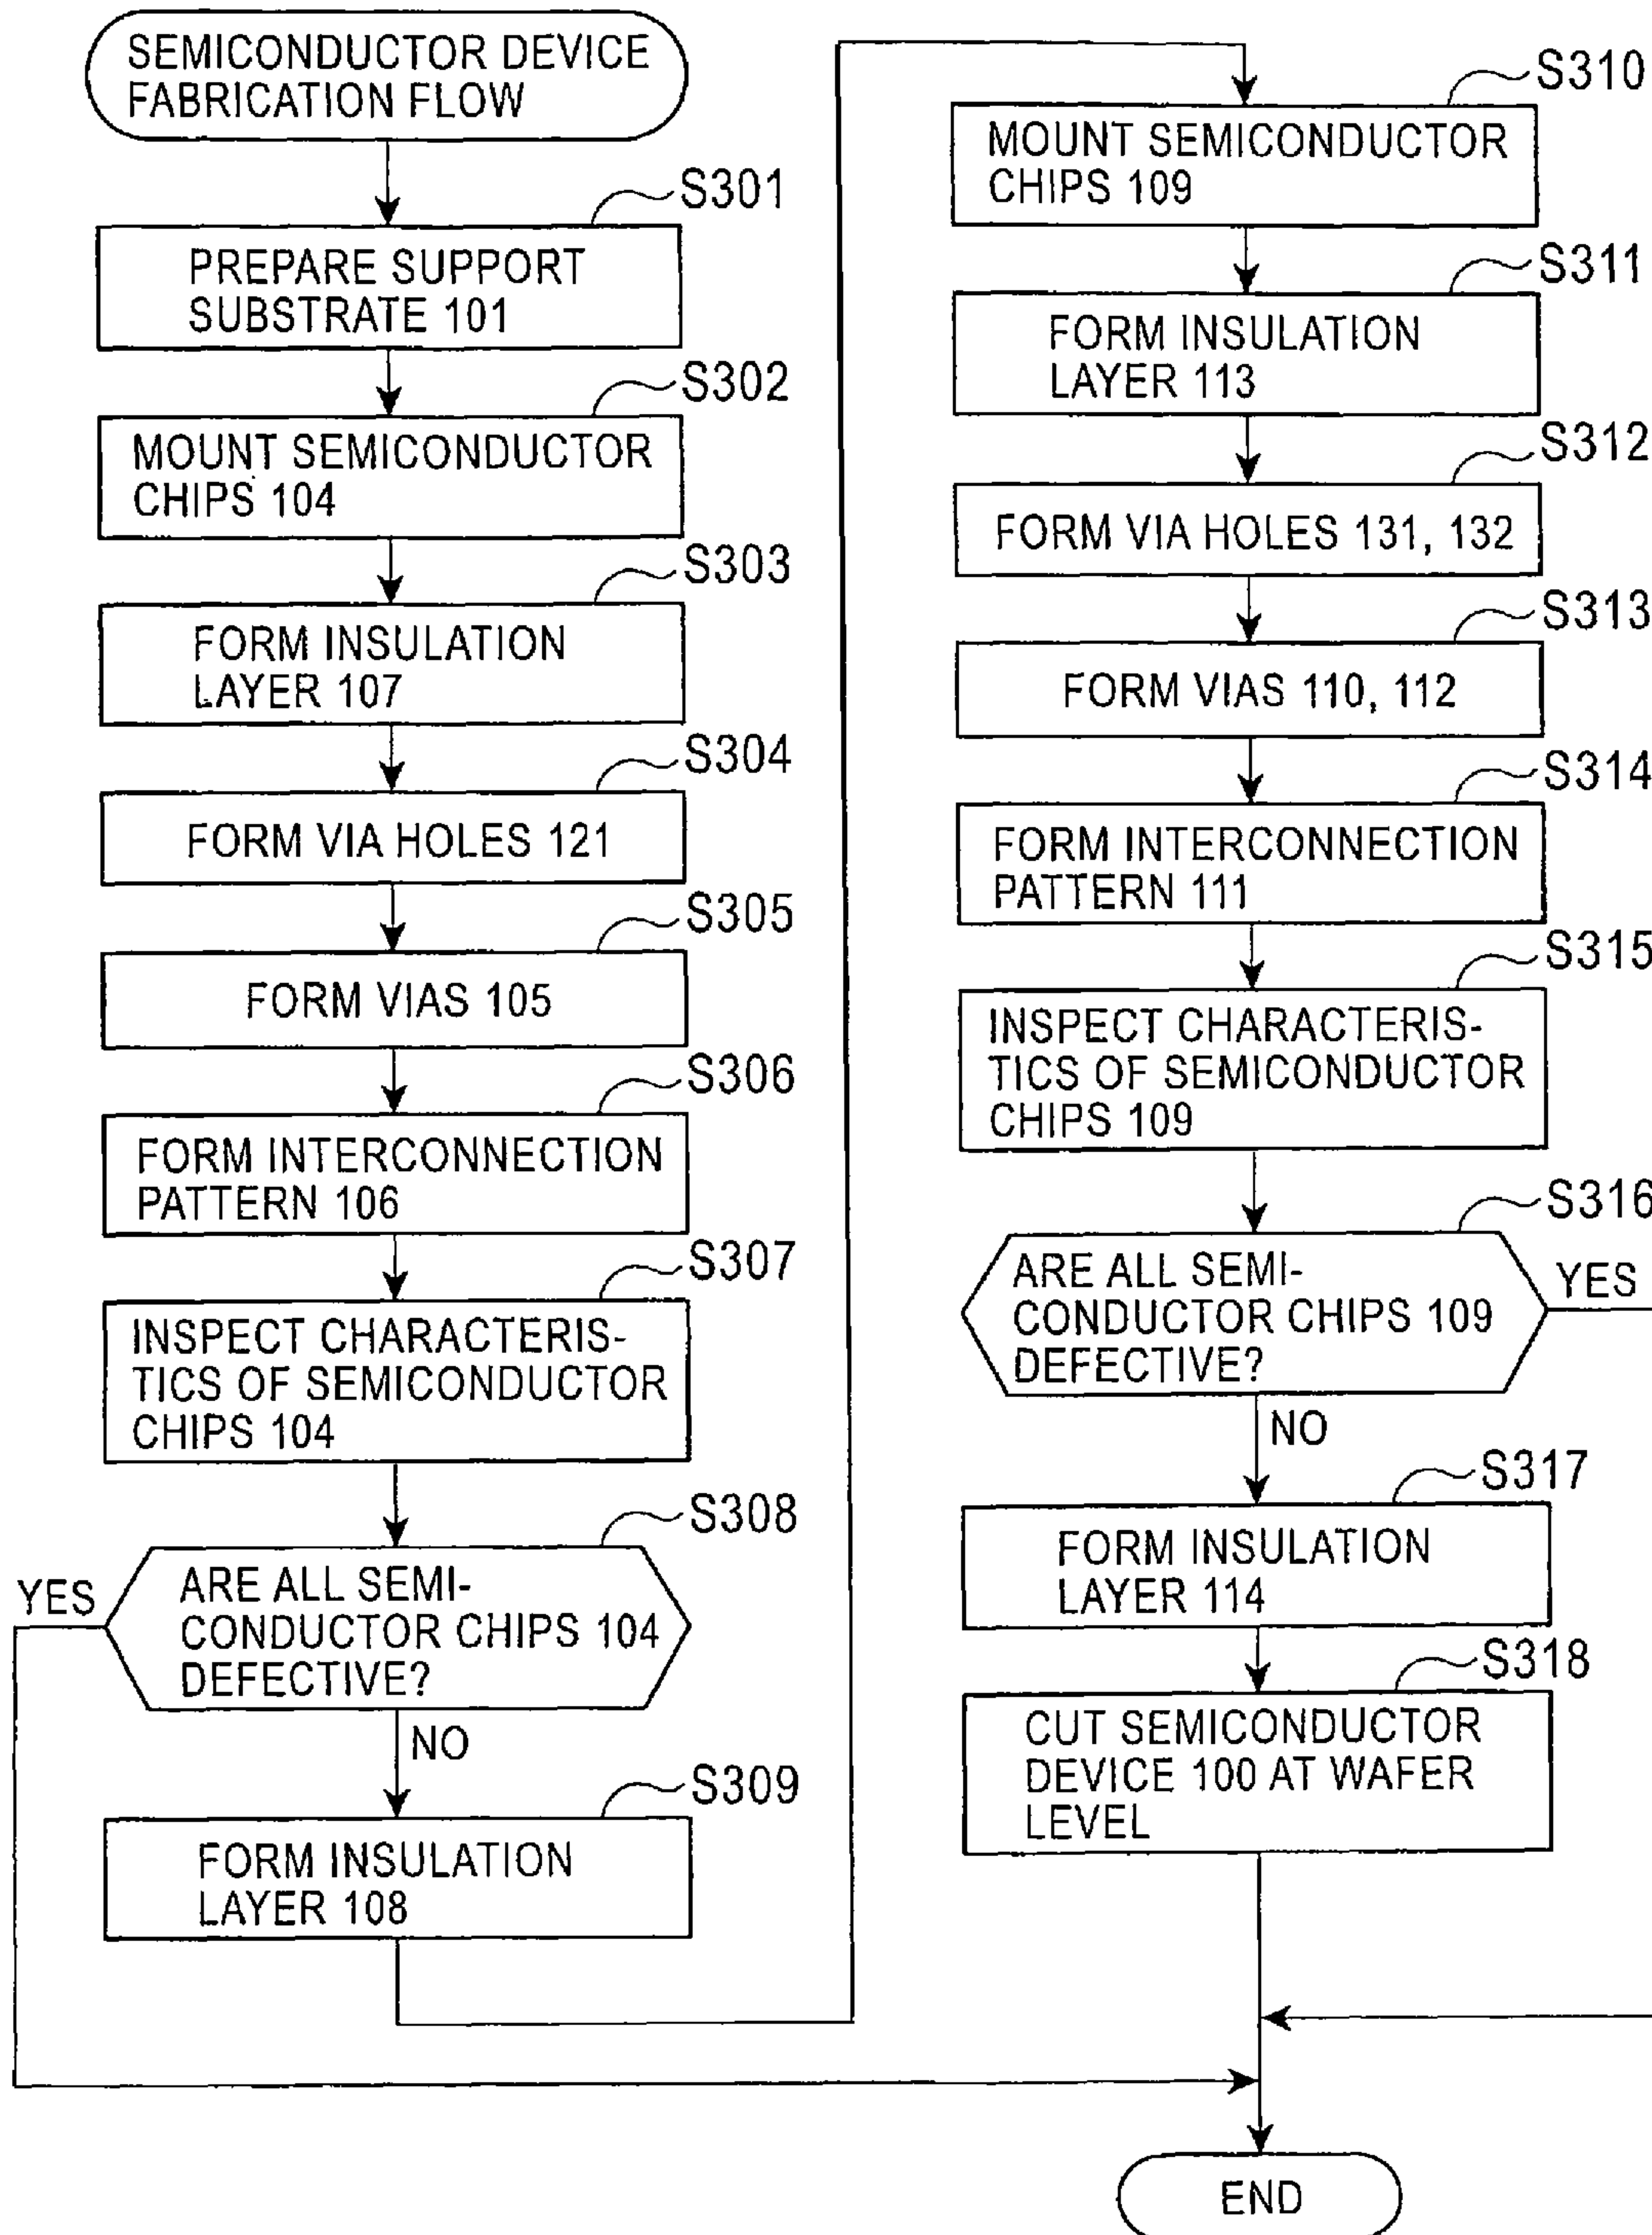 SEMICONDUCTOR DEVICE
FABRICATION FLOW
S301
PREPARE SUPPORT
SUBSTRATE 101
S302
MOUNT SEMICONDUCTOR
CHIPS 104
S303
FORM INSULATION
LAYER 107
S304
FORM VIA HOLES 121
S305
FORM VIAS 105
S306
FORM INTERCONNECTION
PATTERN 106
S307
INSPECT CHARACTERIS-
TICS OF SEMICONDUCTOR
CHIPS 104
S308
ARE ALL SEMI-
CONDUCTOR CHIPS 104
DEFECTIVE?
YES
NO
S309
FORM INSULATION
LAYER 108
S310
MOUNT SEMICONDUCTOR
CHIPS 109
S311
FORM INSULATION
LAYER 113
S312
FORM VIA HOLES 131, 132
S313
FORM VIAS 110, 112
S314
FORM INTERCONNECTION
PATTERN 111
S315
INSPECT CHARACTERIS-
TICS OF SEMICONDUCTOR
CHIPS 109
S316
ARE ALL SEMI-
CONDUCTOR CHIPS 109
DEFECTIVE?
YES
NO
S317
FORM INSULATION
LAYER 114
S318
CUT SEMICONDUCTOR
DEVICE 100 AT WAFER
LEVEL
END